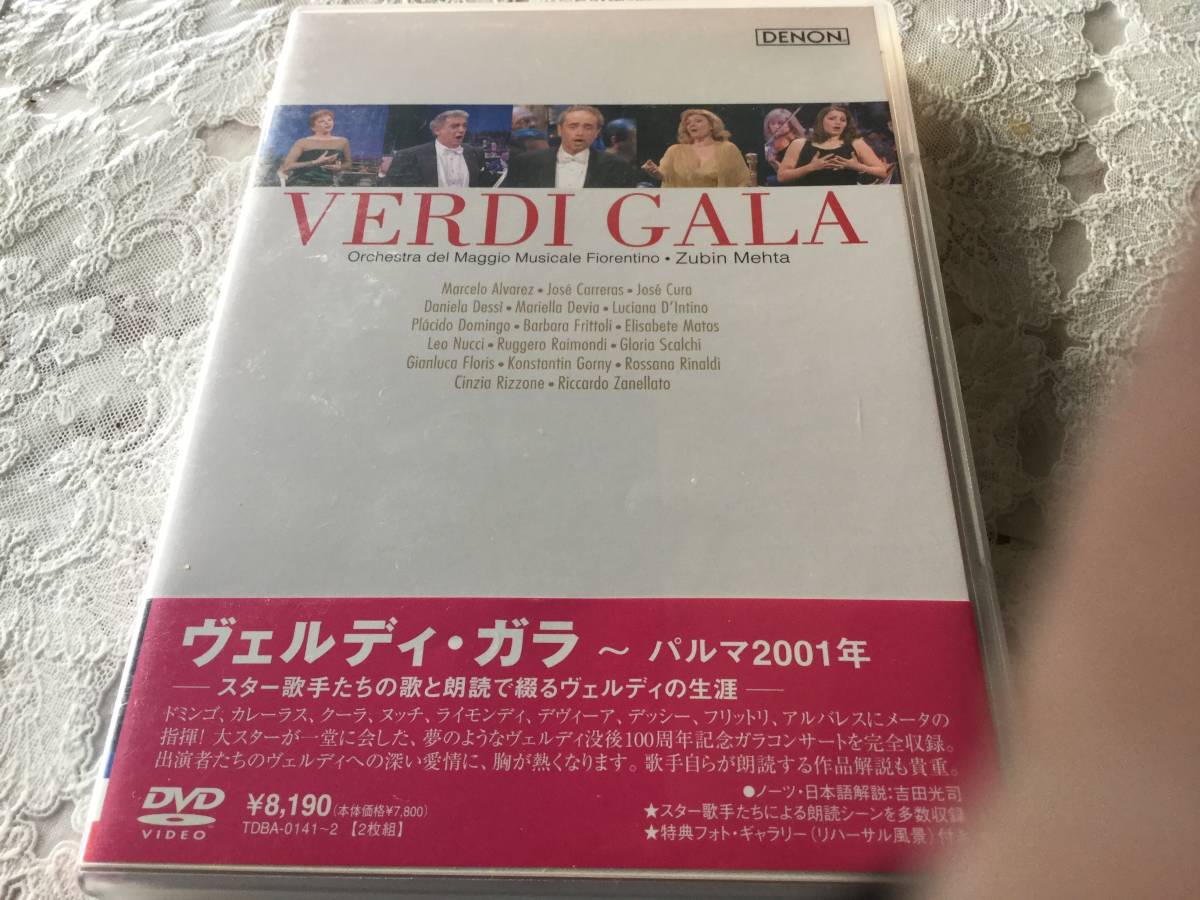 DENON
VERDI GALA
Orchestra del Maggio Musicale Fiorentino • Zubin Mehta
Marcelo Alvarez • José Carreras • José Cura
Daniela Dessì • Mariella Devia • Luciana D'Intino
Plácido Domingo • Barbara Frittoli • Elisabete Matos
Leo Nucci • Ruggero Raimondi • Gloria Scalchi
Gianluca Floris • Konstantin Gorny • Rossana Rinaldi
Cinzia Rizzone • Riccardo Zanellato
ヴェルディ・ガラ ～ パルマ2001年
― スター歌手たちの歌と朗読で綴るヴェルディの生涯 ―
ドミンゴ、カレーラス、クーラ、ヌッチ、ライモンディ、デヴィーア、デッシー、フリットリ、アルバレスにメータの
指揮! 大スターが一堂に会した、夢のようなヴェルディ没後100周年記念ガラコンサートを完全収録。
出演者たちのヴェルディへの深い愛情に、胸が熱くなります。歌手自らが朗読する作品解説も貴重。
●ノーツ・日本語解説:吉田光司
★スター歌手たちによる朗読シーンを多数収録
★特典フォト・ギャラリー(リハーサル風景)付き
DVD
VIDEO
¥8,190(本体価格¥7,800)
TDBA-0141~2 【2枚組】